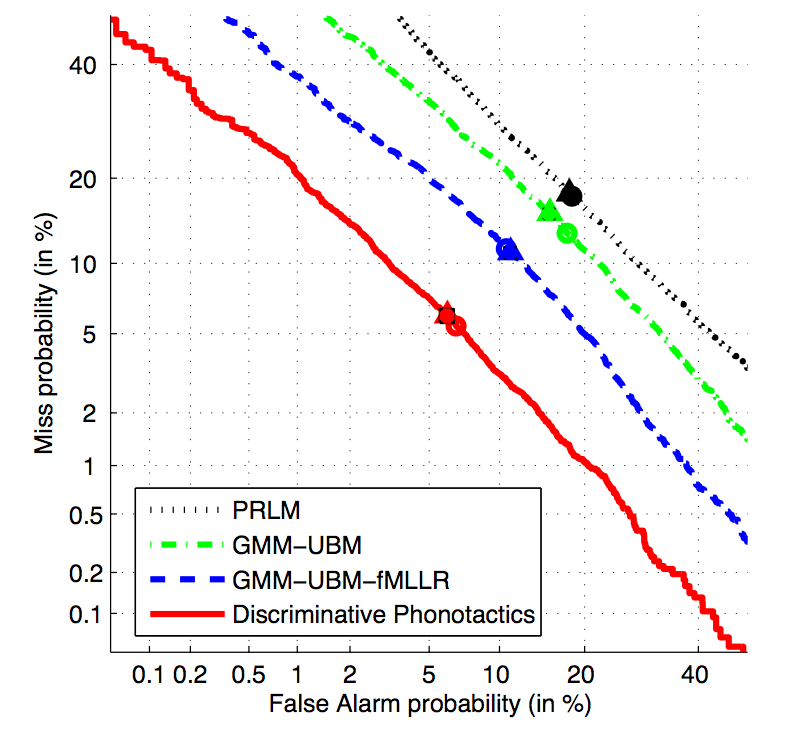 Miss probability (in %)
40
20
10
5
2
1
0.5
0.2
0.1
PRLM
GMM−UBM
GMM−UBM−fMLLR
Discriminative Phonotactics
0.1 0.2 0.5 1 2 5 10 20 40
False Alarm probability (in %)